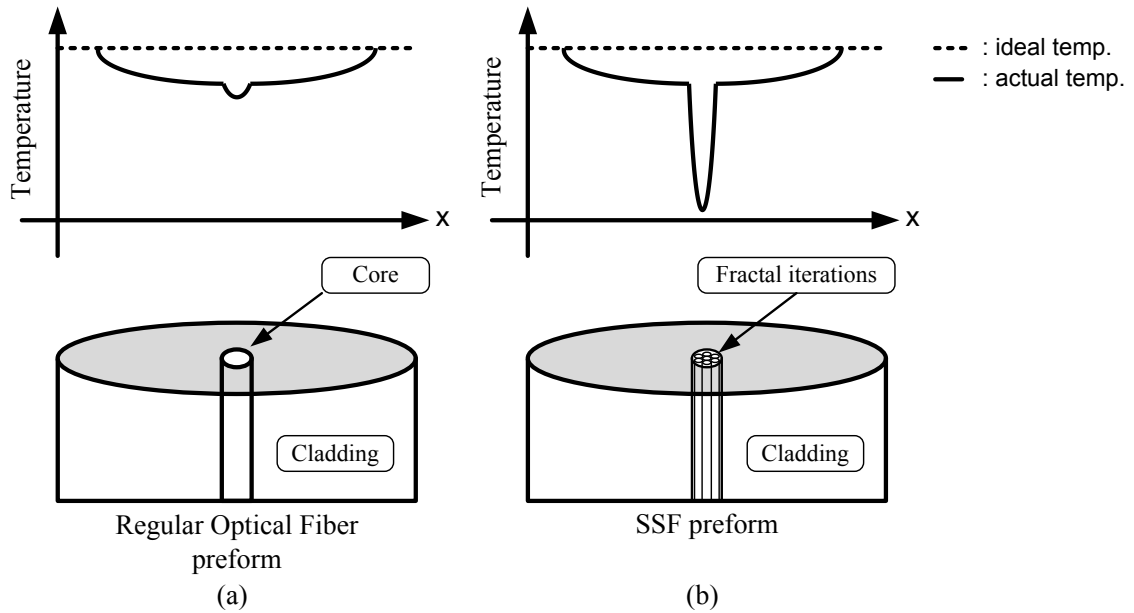 Temperature
x
Temperature
x
: ideal temp.
: actual temp.
Core
Fractal iterations
Cladding
Cladding
Regular Optical Fiber
preform
SSF preform
(a)
(b)